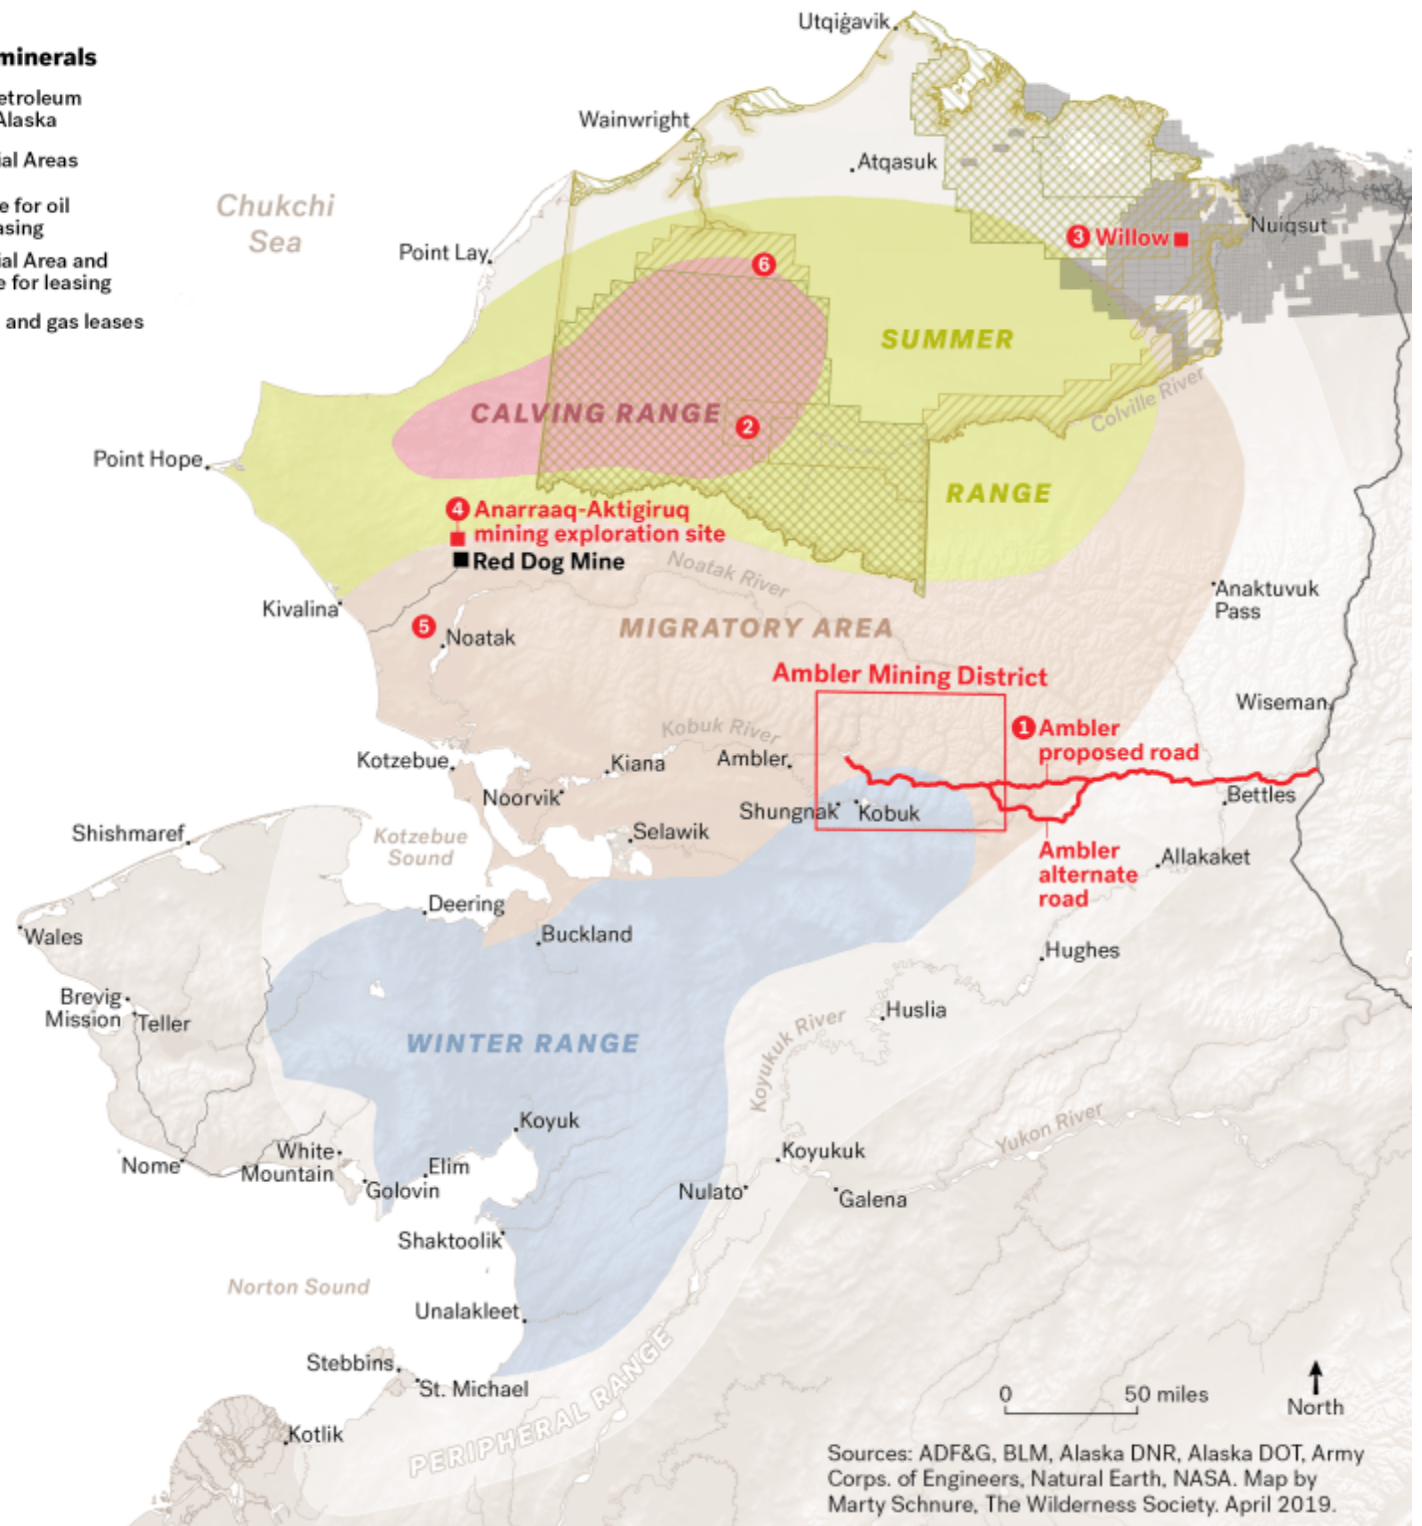 minerals
etroleum
Alaska
ial Areas
e for oil
asing
ial Area and
e for leasing
and gas leases
Utqiġavik
Wainwright
Atqasuk
Chukchi
Sea
Point Lay
Nuiqsut
3 Willow
6
SUMMER
CALVING RANGE
2
Colville River
Point Hope
RANGE
4 Anarraaq-Aktigiruq
mining exploration site
Red Dog Mine
Noatak River
Kivalina
Anaktuvuk
Pass
5
Noatak
MIGRATORY AREA
Ambler Mining District
Wiseman
Kobuk River
1 Ambler
proposed road
Kotzebue
Kiana
Ambler
Noorvik
Bettles
Shungnak
Kobuk
Shishmaref
Kotzebue
Sound
Selawik
Ambler
alternate
road
Allakaket
Deering
Wales
Buckland
Hughes
Brevig
Mission
Teller
Huslia
WINTER RANGE
Koyukuk River
Koyuk
Yukon River
Nome
White
Mountain
Elim
Golovin
Koyukuk
Nulato
Galena
Shaktoolik
Norton Sound
Unalakleet
Stebbins
St. Michael
PERIPHERAL RANGE
0 50 miles
North
Kotlik
Sources: ADF&G, BLM, Alaska DNR, Alaska DOT, Army
Corps. of Engineers, Natural Earth, NASA. Map by
Marty Schnure, The Wilderness Society. April 2019.